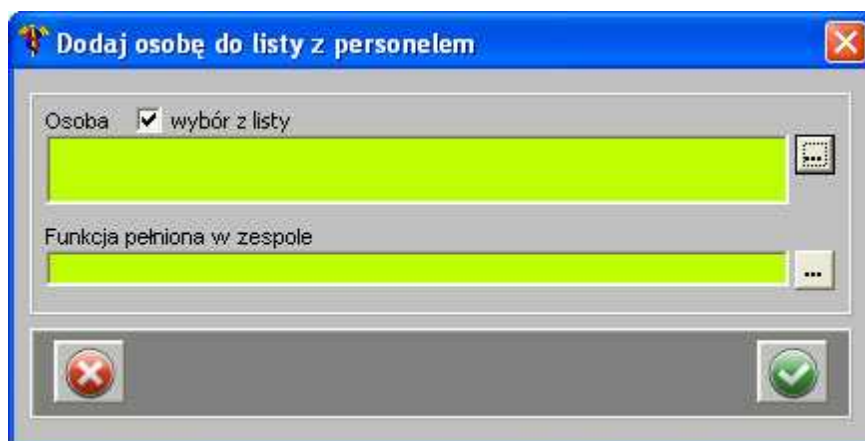 Dodaj osobę do listy z personelem
Osoba wybór z listy
...
Funkcja pełniona w zespole
...